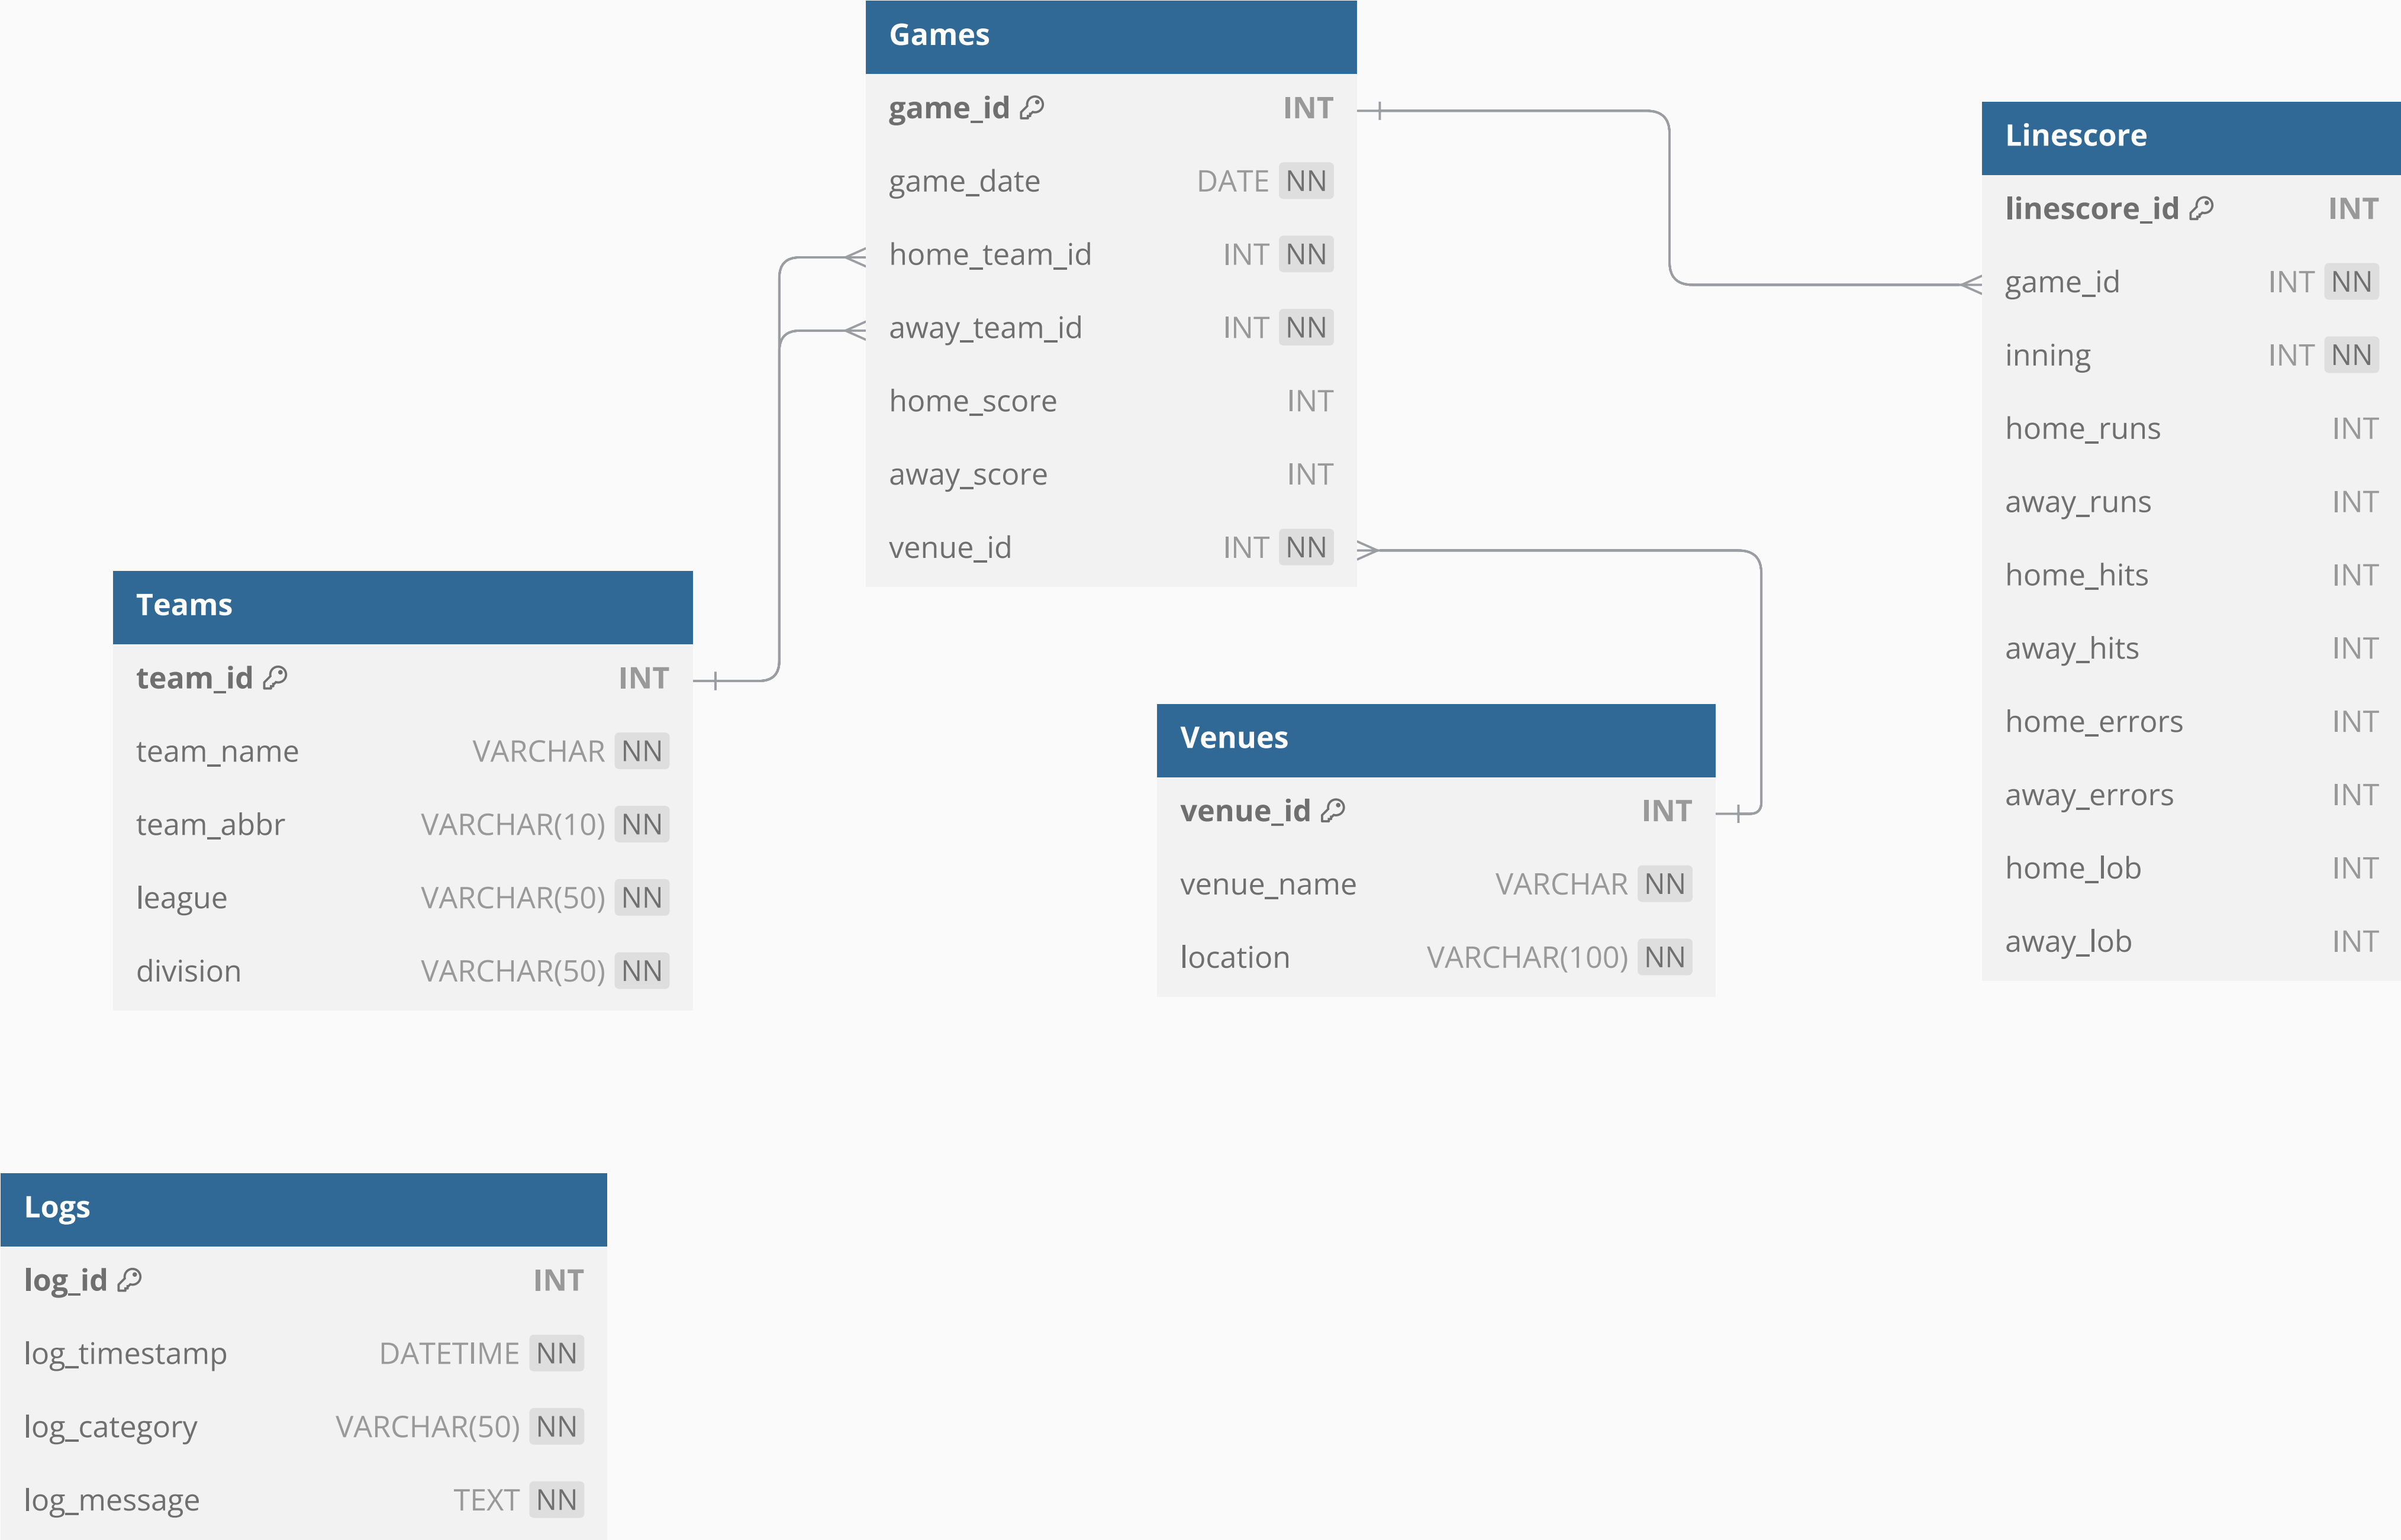 Games
game_id INT
game_date DATE NN
home_team_id INT NN
away_team_id INT NN
home_score INT
away_score INT
venue_id INT NN
Linescore
linescore_id INT
game_id INT NN
inning INT NN
home_runs INT
away_runs INT
home_hits INT
away_hits INT
home_errors INT
away_errors INT
home_lob INT
away_lob INT
Teams
team_id INT
team_name VARCHAR NN
team_abbr VARCHAR(10) NN
league VARCHAR(50) NN
division VARCHAR(50) NN
Venues
venue_id INT
venue_name VARCHAR NN
location VARCHAR(100) NN
Logs
log_id INT
log_timestamp DATETIME NN
log_category VARCHAR(50) NN
log_message TEXT NN